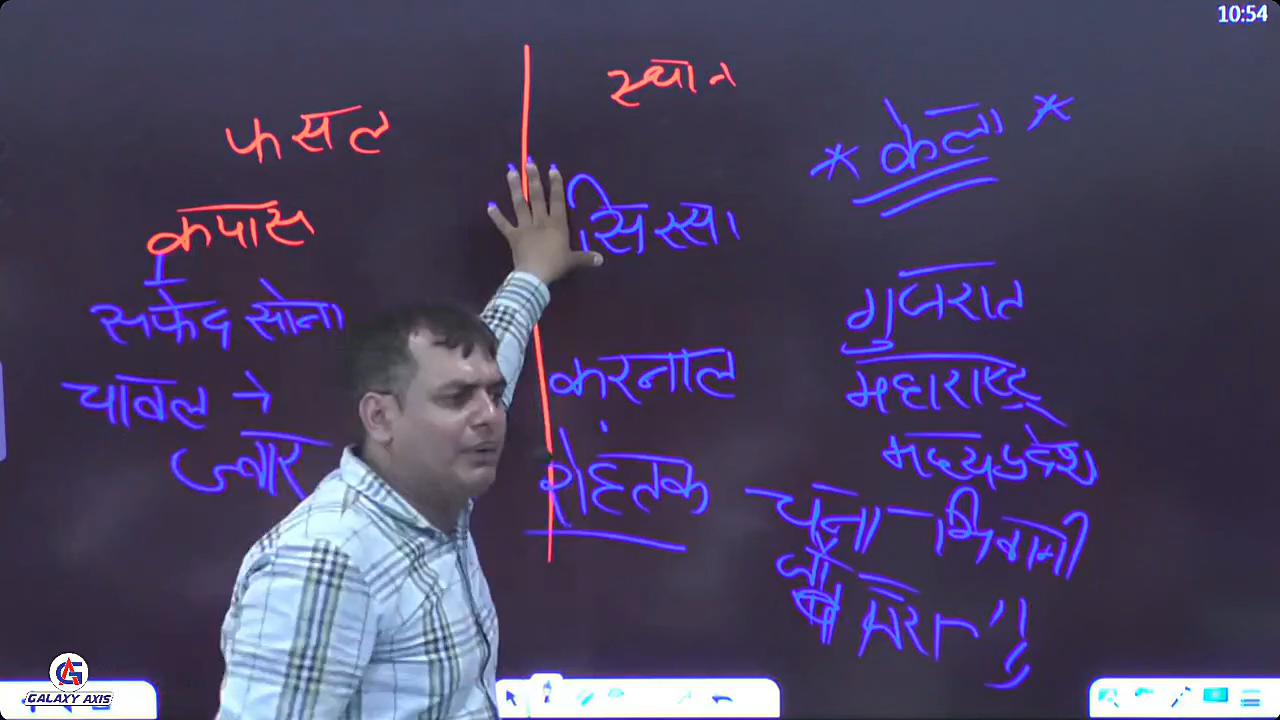 10:54
फसल
स्थान
कपास
सिरसा
सफेद सोना
चावल →
करनाल
ज्वार
रोहतक
* केला *
गुजरात
महाराष्ट्र
मध्यप्रदेश
चना - भिवानी
GALAXY AXIS